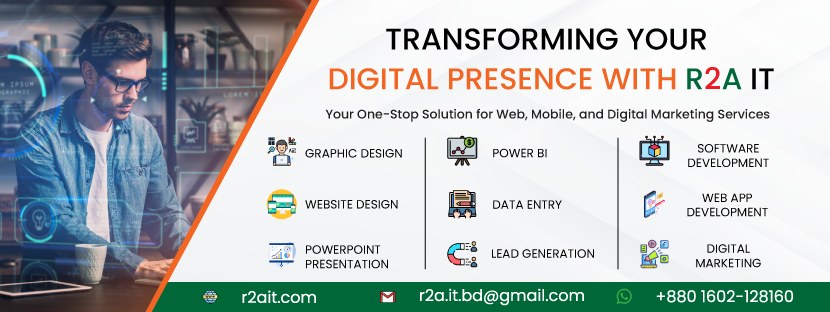 TRANSFORMING YOUR
DIGITAL PRESENCE WITH R2A IT
Your One-Stop Solution for Web, Mobile, and Digital Marketing Services
GRAPHIC DESIGN
WEBSITE DESIGN
POWERPOINT
PRESENTATION
POWER BI
DATA ENTRY
LEAD GENERATION
SOFTWARE
DEVELOPMENT
WEB APP
DEVELOPMENT
DIGITAL
MARKETING
r2ait.com
r2a.it.bd@gmail.com
+880 1602-128160